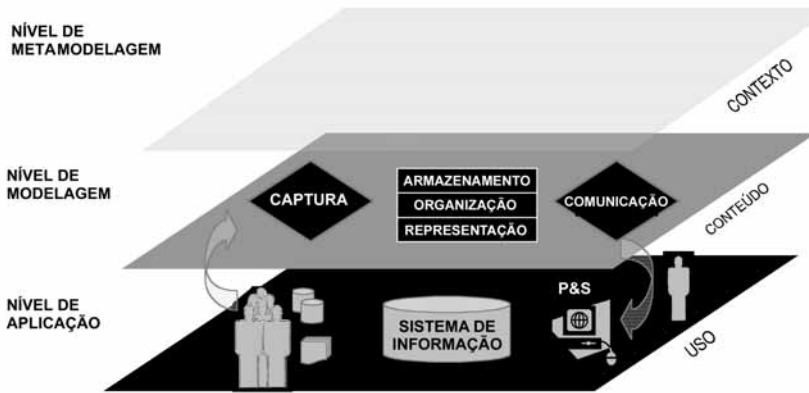 NÍVEL DE
METAMODELAGEM
CONTEXTO
NÍVEL DE
MODELAGEM
CAPTURA
ARMAZENAMENTO
ORGANIZAÇÃO
REPRESENTAÇÃO
COMUNICAÇÃO
CONTEÚDO
NÍVEL DE
APLICAÇÃO
SISTEMA DE
INFORMAÇÃO
P&S
USO